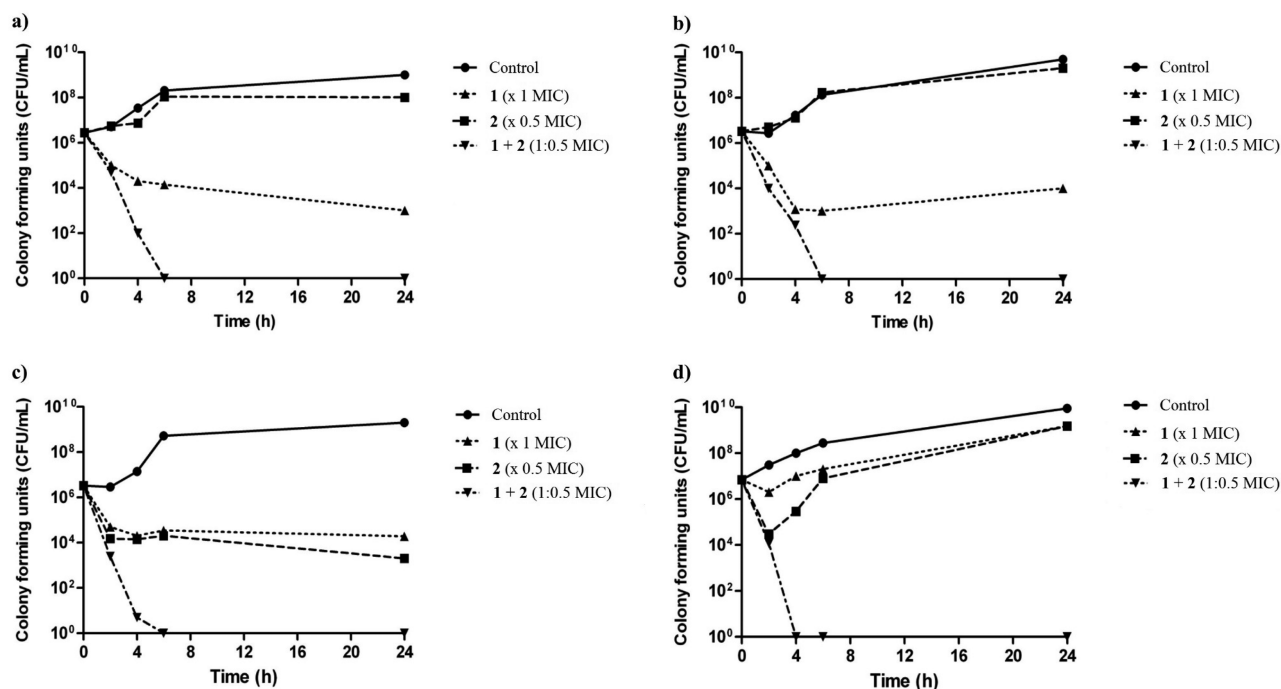 a)
Colony forming units (CFU/mL)
10^10
10^8
10^6
10^4
10^2
10^0
0 4 8 12 16 20 24
Time (h)
Control
1 (x 1 MIC)
2 (x 0.5 MIC)
1 + 2 (1:0.5 MIC)
b)
Colony forming units (CFU/mL)
10^10
10^8
10^6
10^4
10^2
10^0
0 4 8 12 16 20 24
Time (h)
Control
1 (x 1 MIC)
2 (x 0.5 MIC)
1 + 2 (1:0.5 MIC)
c)
Colony forming units (CFU/mL)
10^10
10^8
10^6
10^4
10^2
10^0
0 4 8 12 16 20 24
Time (h)
Control
1 (x 1 MIC)
2 (x 0.5 MIC)
1 + 2 (1:0.5 MIC)
d)
Colony forming units (CFU/mL)
10^10
10^8
10^6
10^4
10^2
10^0
0 4 8 12 16 20 24
Time (h)
Control
1 (x 1 MIC)
2 (x 0.5 MIC)
1 + 2 (1:0.5 MIC)